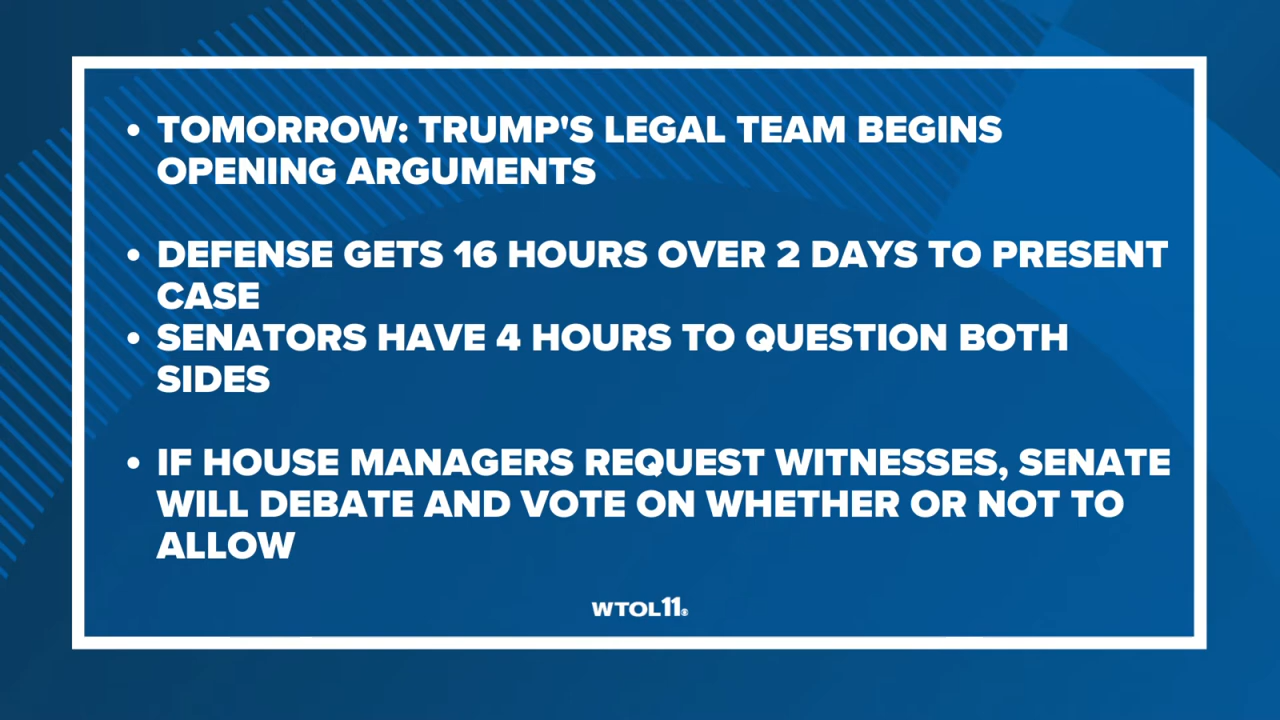 • TOMORROW: TRUMP'S LEGAL TEAM BEGINS
OPENING ARGUMENTS
• DEFENSE GETS 16 HOURS OVER 2 DAYS TO PRESENT
CASE
• SENATORS HAVE 4 HOURS TO QUESTION BOTH
SIDES
• IF HOUSE MANAGERS REQUEST WITNESSES, SENATE
WILL DEBATE AND VOTE ON WHETHER OR NOT TO
ALLOW
WTOL11®